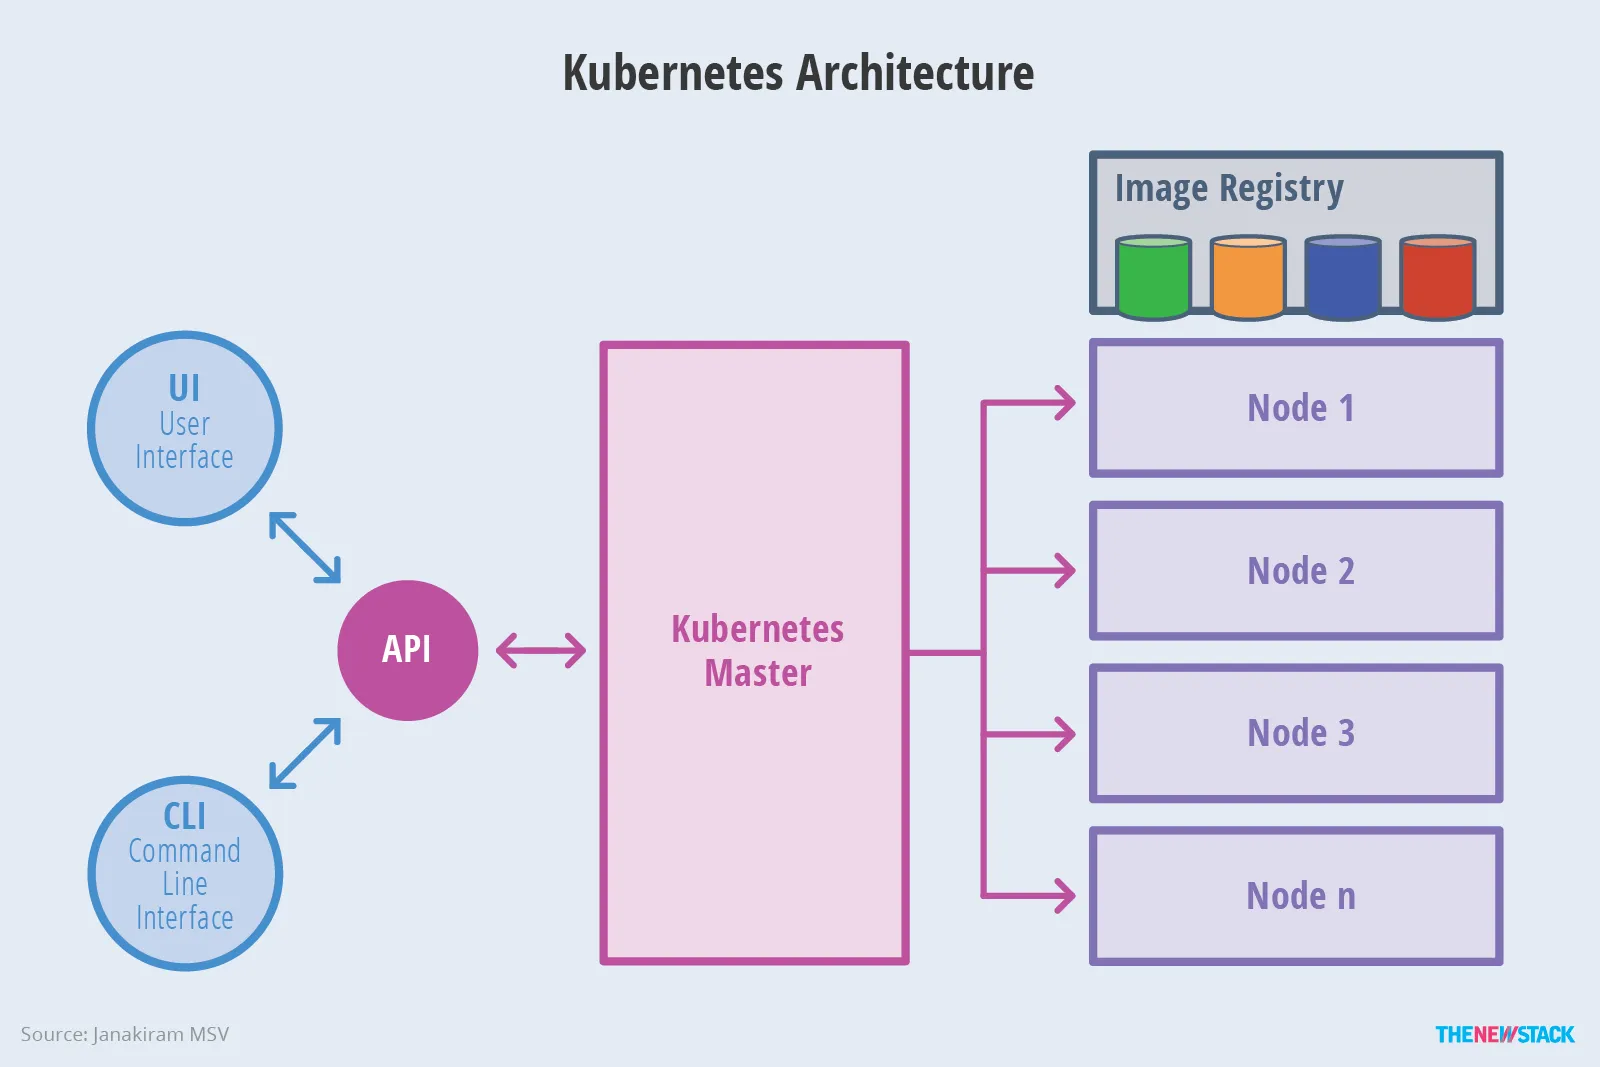 Kubernetes Architecture
Image Registry
UI
User
Interface
API
CLI
Command
Line
Interface
Kubernetes
Master
Node 1
Node 2
Node 3
Node n
Source: Janakiram MSV
THENEWSTACK